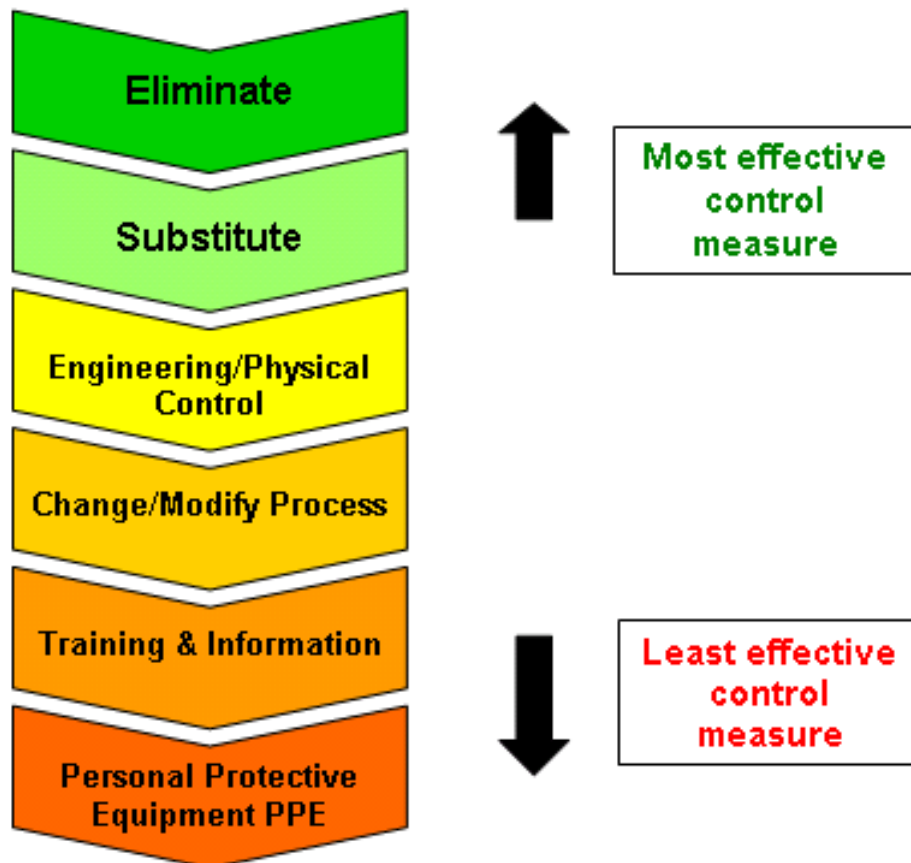 Eliminate
Most effective
control
measure
Substitute
Engineering/Physical
Control
Change/Modify Process
Training & Information
Least effective
control
measure
Personal Protective
Equipment PPE